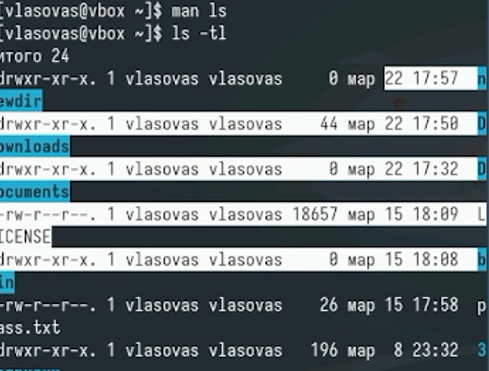 [vlasovas@vbox ~]$ man ls
[vlasovas@vbox ~]$ ls -tl
итого 24
drwxr-xr-x. 1 vlasovas vlasovas     0 мар 22 17:57  n
ewdir
drwxr-xr-x. 1 vlasovas vlasovas    44 мар 22 17:50  D
ownloads
drwxr-xr-x. 1 vlasovas vlasovas     0 мар 22 17:32  D
ocuments
-rw-r--r--. 1 vlasovas vlasovas 18657 мар 15 18:09  L
ICENSE
drwxr-xr-x. 1 vlasovas vlasovas     0 мар 15 18:08  b
in
-rw-r--r--. 1 vlasovas vlasovas    26 мар 15 17:58  p
ass.txt
drwxr-xr-x. 1 vlasovas vlasovas   196 мар  8 23:32  3